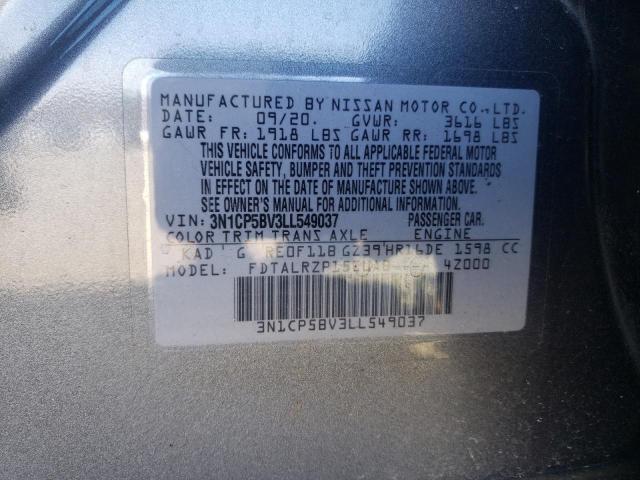 MANUFACTURED BY NISSAN MOTOR CO.,LTD.
DATE: 09/20. GVWR: 3616 LBS
GAWR FR: 1918 LBS GAWR RR: 1698 LBS
THIS VEHICLE CONFORMS TO ALL APPLICABLE FEDERAL MOTOR
VEHICLE SAFETY, BUMPER AND THEFT PREVENTION STANDARDS
IN EFFECT ON THE DATE OF MANUFACTURE SHOWN ABOVE.
SEE OWNER'S MANUAL FOR ADDITIONAL INFORMATION.
VIN: 3N1CP5BV3LL549037 PASSENGER CAR.
COLOR TRIM TRANS AXLE ENGINE
KAD G RE0F11B GZ39 HR16DE 1598 CC
MODEL: 4Z000
3N1CP5BV3LL549037